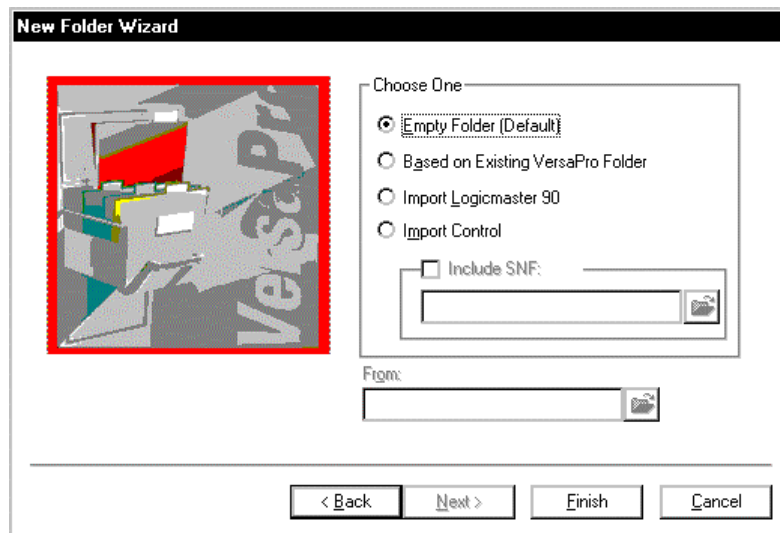 New Folder Wizard
VersaPro
Choose One
Empty Folder (Default)
Based on Existing VersaPro Folder
Import Logicmaster 90
Import Control
Include SNF:
From:
< Back
Next >
Finish
Cancel